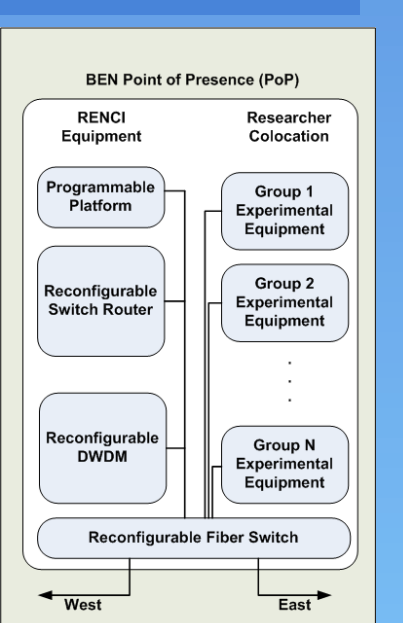 BEN Point of Presence (PoP)
RENCI
Equipment
Researcher
Colocation
Programmable
Platform
Reconfigurable
Switch Router
Reconfigurable
DWDM
Group 1
Experimental
Equipment
Group 2
Experimental
Equipment
.
.
.
Group N
Experimental
Equipment
Reconfigurable Fiber Switch
West
East